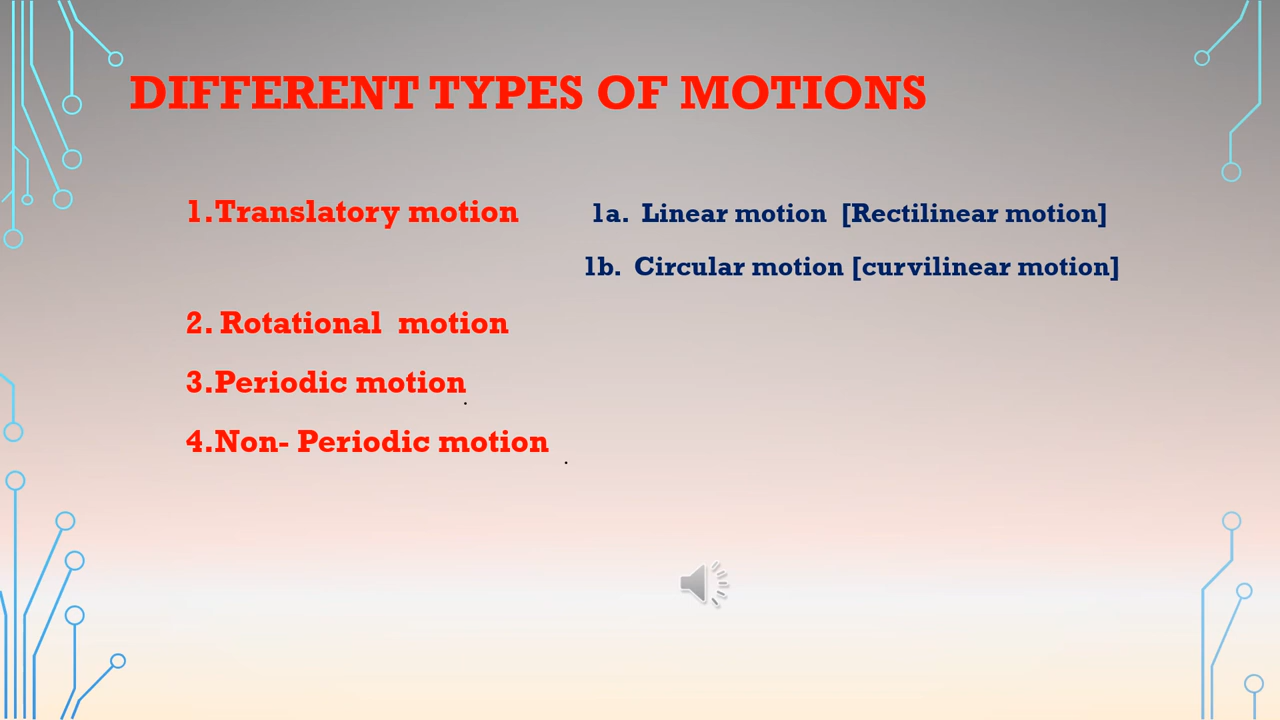 DIFFERENT TYPES OF MOTIONS
1.Translatory motion 1a. Linear motion [Rectilinear motion]
1b. Circular motion [curvilinear motion]
2. Rotational motion
3.Periodic motion
.
4.Non- Periodic motion
.